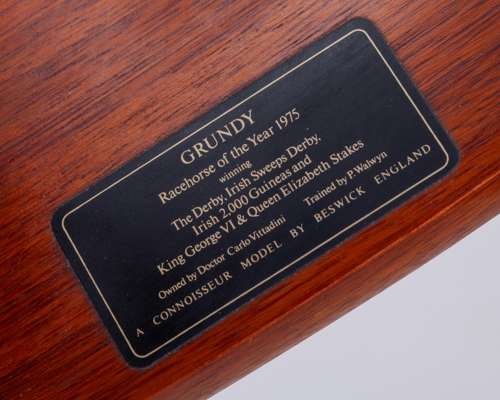 GRUNDY
Racehorse of the Year 1975
winning
The Derby, Irish Sweeps Derby,
Irish 2,000 Guineas and
King George VI & Queen Elizabeth Stakes
Owned by Doctor Carlo Vittadini Trained by P. Walwyn
A CONNOISSEUR MODEL BY BESWICK ENGLAND